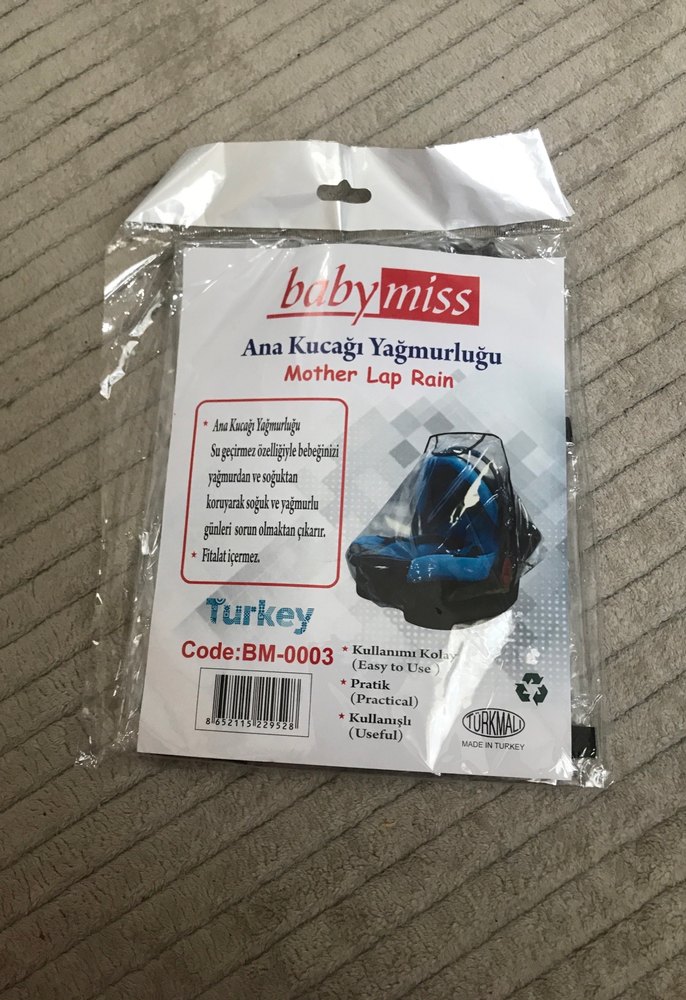 babymiss
Ana Kucağı Yağmurluğu
Mother Lap Rain
* Ana Kucağı Yağmurluğu
Su geçirmez özelliğiyle bebeğinizi
yağmurdan ve soğuktan
koruyarak soğuk ve yağmurlu
günleri sorun olmaktan çıkarır.
* Fitalat içermez.
Turkey
Code:BM-0003
8 652115 229528
* Kullanımı Kolay
(Easy to Use)
* Pratik
(Practical)
* Kullanışlı
(Useful)
TÜRKMALI
MADE IN TURKEY